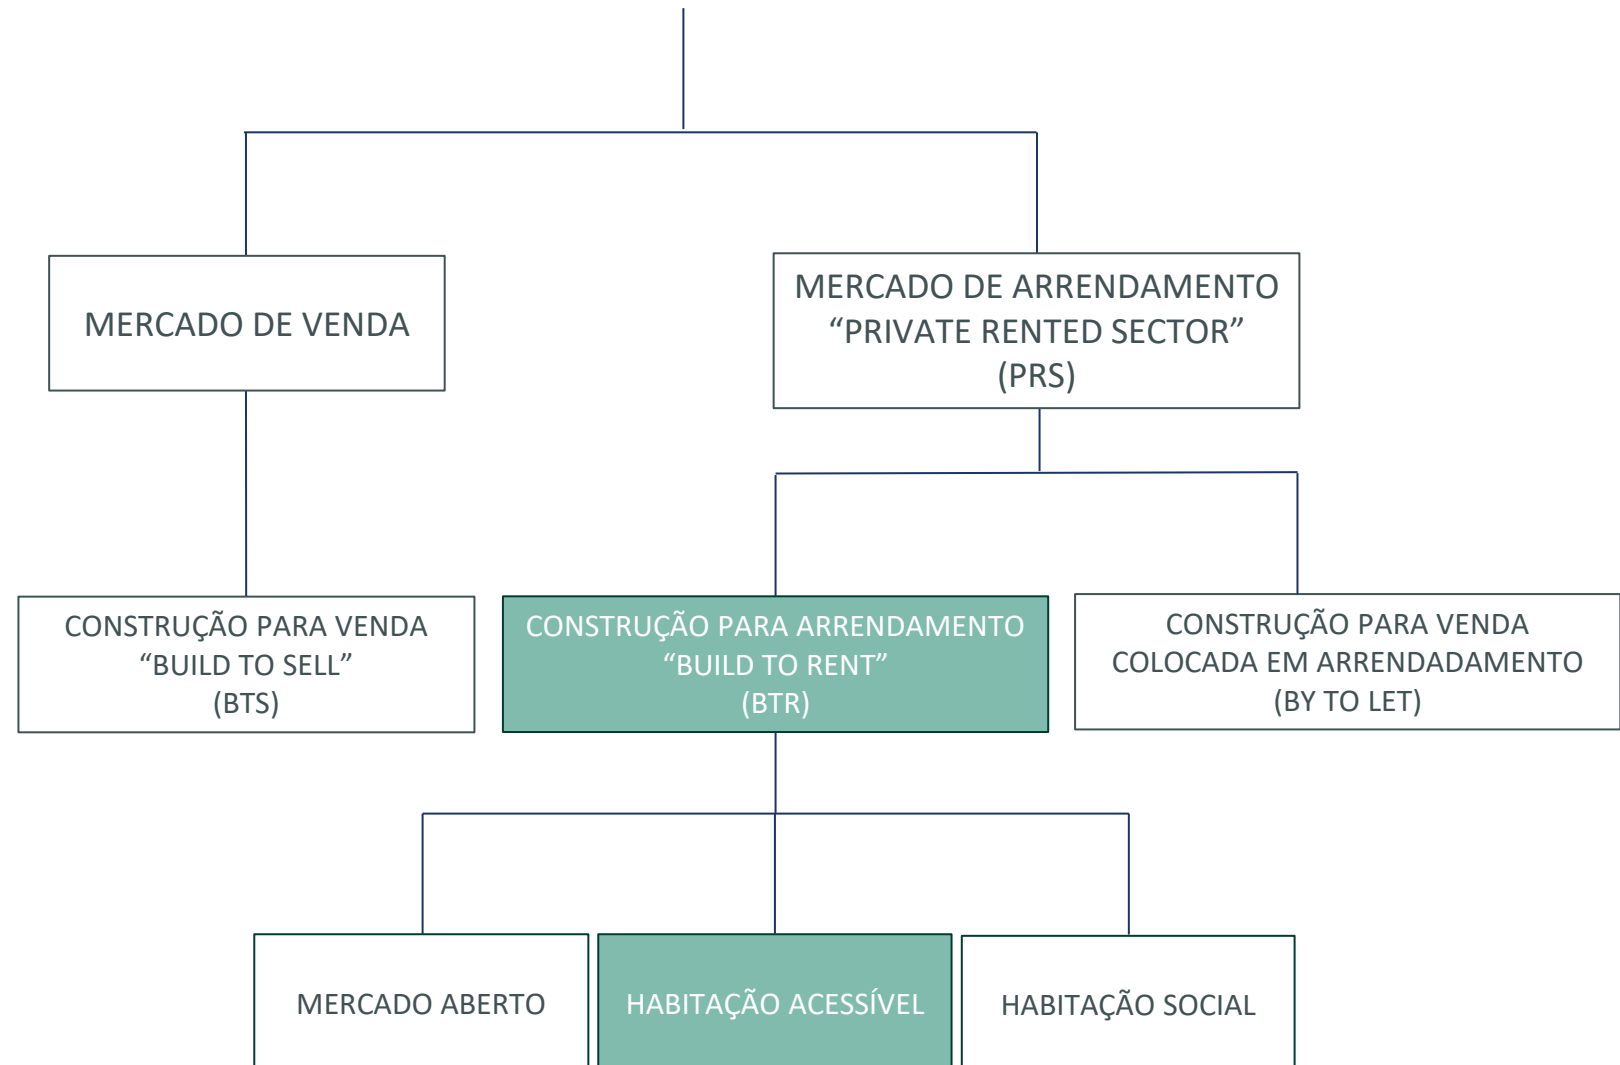 MERCADO DE VENDA
MERCADO DE ARRENDAMENTO
“PRIVATE RENTED SECTOR”
(PRS)
CONSTRUÇÃO PARA VENDA
“BUILD TO SELL”
(BTS)
CONSTRUÇÃO PARA ARRENDAMENTO
“BUILD TO RENT”
(BTR)
CONSTRUÇÃO PARA VENDA
COLOCADA EM ARRENDADAMENTO
(BY TO LET)
MERCADO ABERTO
HABITAÇÃO ACESSÍVEL
HABITAÇÃO SOCIAL